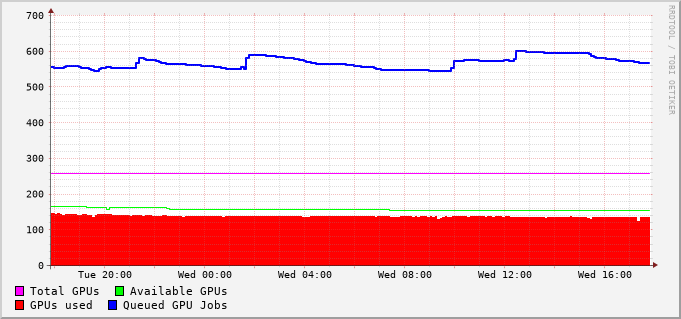 700
600
500
400
300
200
100
0
Tue 20:00 Wed 00:00 Wed 04:00 Wed 08:00 Wed 12:00 Wed 16:00
Total GPUs Available GPUs
GPUs used Queued GPU Jobs
RRDTOOL / TOBI OETIKER